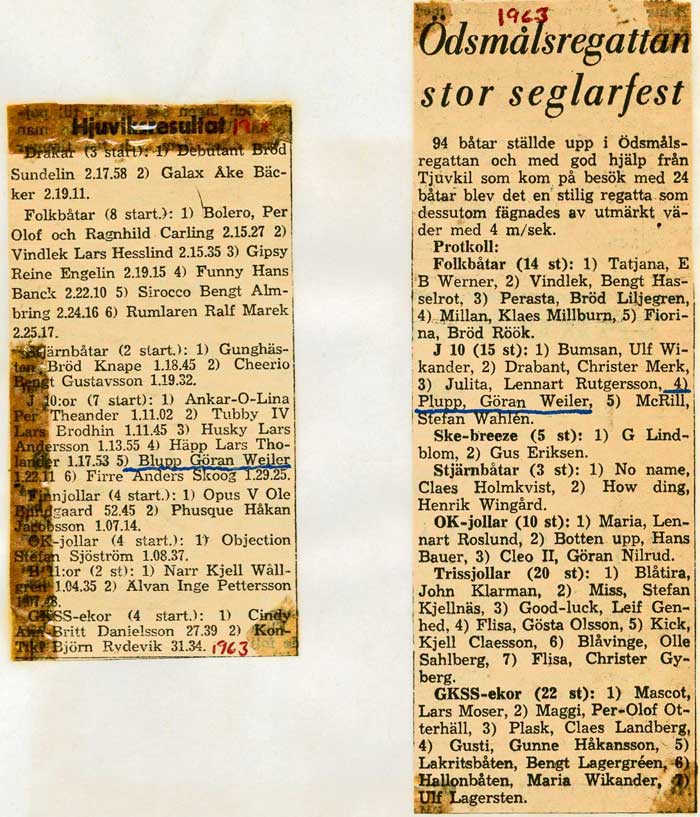 Hjuviksresultat
Drakar (3 start): 1) Debutant Bröd
Sundelin 2.17.58 2) Galax Åke Bäc-
ker 2.19.11.
Folkbåtar (8 start.): 1) Bolero, Per
Olof och Ragnhild Carling 2.15.27 2)
Vindlek Lars Hesslind 2.15.35 3) Gipsy
Reine Engelin 2.19.15 4) Funny Hans
Banck 2.22.10 5) Sirocco Bengt Alm-
bring 2.24.16 6) Rumlaren Ralf Marek
2.25.17.
Stjärnbåtar (2 start.): 1) Gunghäs-
ten Bröd Knape 1.18.45 2) Cheerio
Bengt Gustavsson 1.19.32.
J 10:or (7 start): 1) Ankar-O-Lina
Per Theander 1.11.02 2) Tubby IV
Lars Brodhin 1.11.45 3) Husky Lars
Andersson 1.13.55 4) Häpp Lars Tho-
lander 1.17.53 5) Blupp Göran Weiler
1.22.11 6) Firre Anders Skoog 1.29.25.
Finnjollar (4 start.): 1) Opus V Ole
Bundgaard 52.45 2) Phusque Håkan
Jacobsson 1.07.14.
OK-jollar (4 start.): 1) Objection
Stefan Sjöström 1.08.37.
11:or (2 st): 1) Narr Kjell Wåll-
gren 1.04.35 2) Älvan Inge Pettersson
GKSS-ekor (4 start.): 1) Cindy
Ann-Britt Danielsson 27.39 2) Kon-
Tiki Björn Rydevik 31.34. 1963
1963
Ödsmålsregattan
stor seglarfest
94 båtar ställde upp i Ödsmåls-
regattan och med god hjälp från
Tjuvkil som kom på besök med 24
båtar blev det en stilig regatta som
dessutom fägnades av utmärkt vä-
der med 4 m/sek.
Protkoll:
Folkbåtar (14 st): 1) Tatjana, E
B Werner, 2) Vindlek, Bengt Has-
selrot, 3) Perasta, Bröd Liljegren,
4) Millan, Klaes Millburn, 5) Fiori-
na, Bröd Röök.
J 10 (15 st): 1) Bumsan, Ulf Wi-
kander, 2) Drabant, Christer Merk,
3) Julita, Lennart Rutgersson, 4)
Plupp, Göran Weiler, 5) McRill,
Stefan Wahlén.
Ske-breeze (5 st): 1) G Lind-
blom, 2) Gus Eriksen.
Stjärnbåtar (3 st): 1) No name,
Claes Holmkvist, 2) How ding,
Henrik Wingård.
OK-jollar (10 st): 1) Maria, Len-
nart Roslund, 2) Botten upp, Hans
Bauer, 3) Cleo II, Göran Nilrud.
Trissjollar (20 st): 1) Blåtira,
John Klarman, 2) Miss, Stefan
Kjellnäs, 3) Good-luck, Leif Gen-
hed, 4) Flisa, Gösta Olsson, 5) Kick,
Kjell Claesson, 6) Blåvinge, Olle
Sahlberg, 7) Flisa, Christer Gy-
berg.
GKSS-ekor (22 st): 1) Mascot,
Lars Moser, 2) Maggi, Per-Olof Ot-
terhäll, 3) Plask, Claes Landberg,
4) Gusti, Gunne Håkansson, 5)
Lakritsbåten, Bengt Lagergréen, 6)
Hallonbåten, Maria Wikander, 7)
Ulf Lagersten.